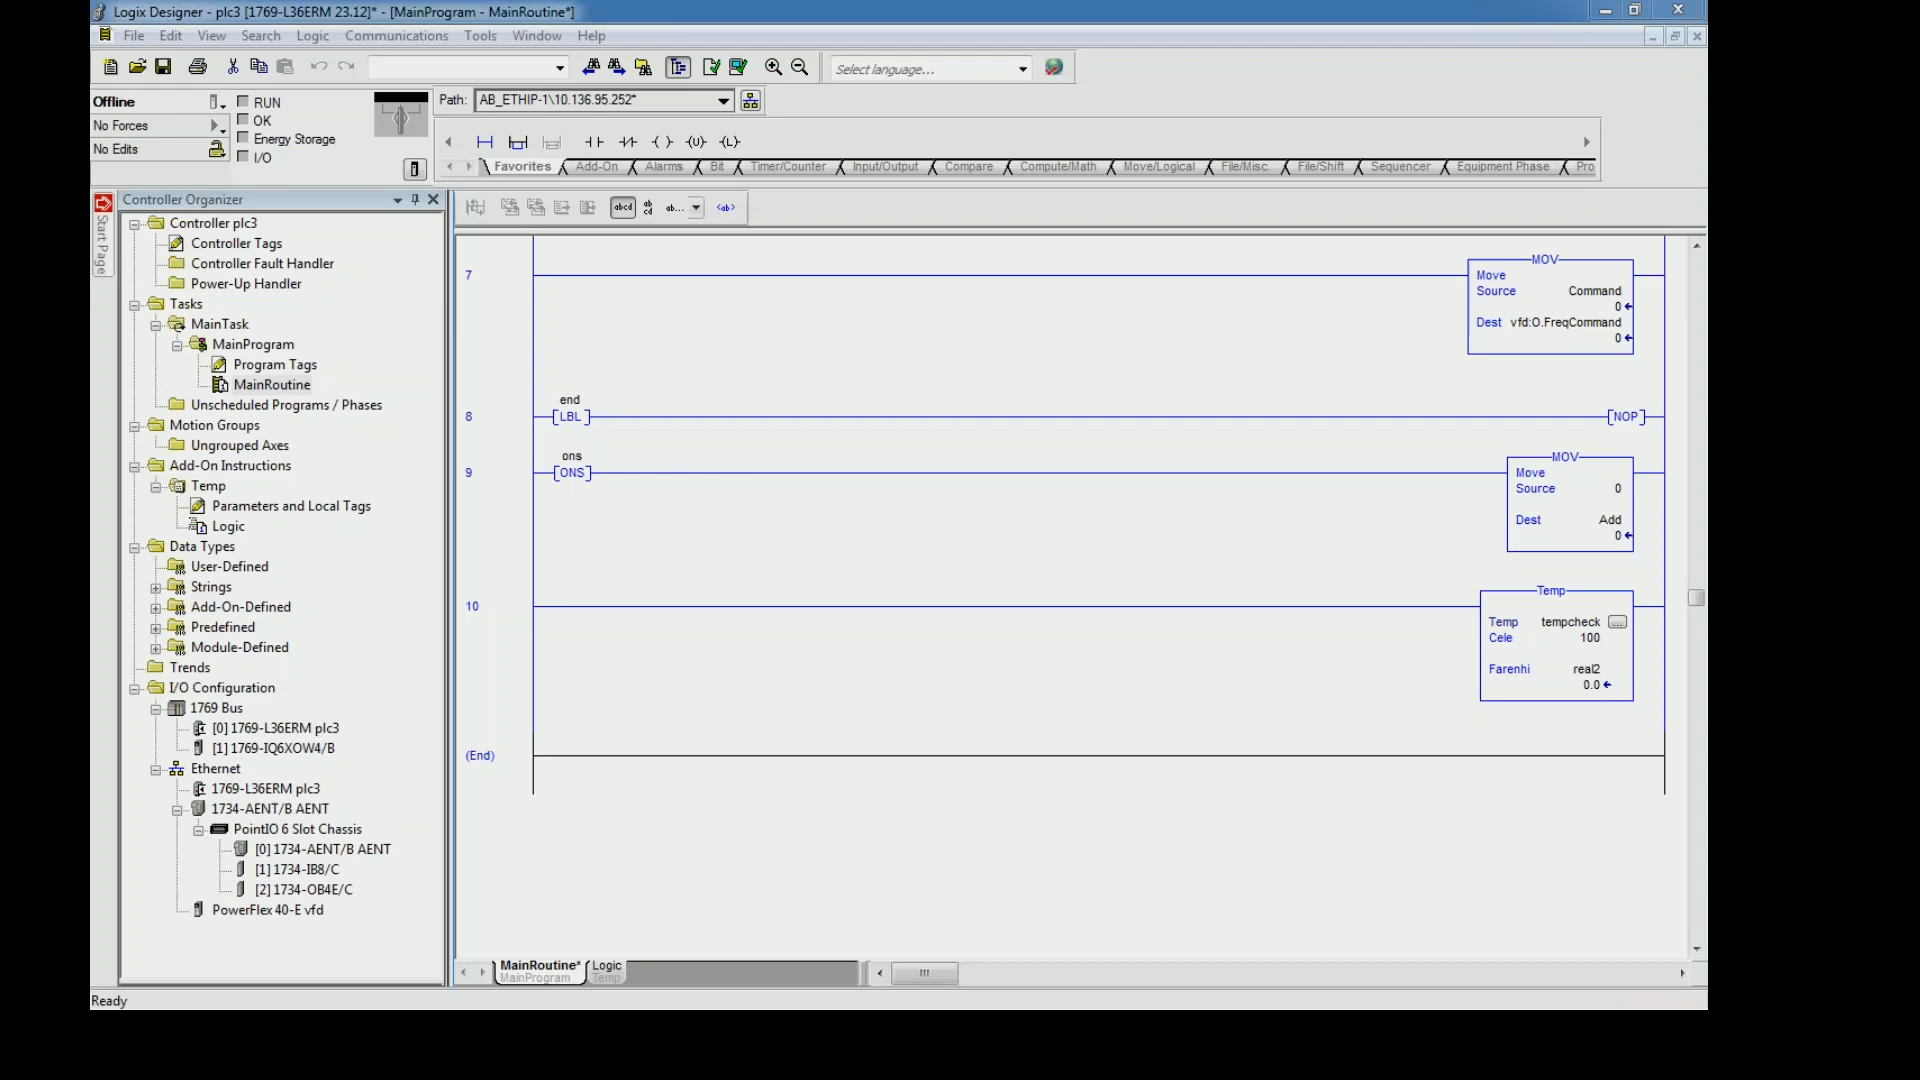 Logix Designer - plc3 [1769-L36ERM 23.12]* - [MainProgram - MainRoutine*]
File Edit View Search Logic Communications Tools Window Help
Select language...
Offline
RUN
No Forces
OK
No Edits
Energy Storage
I/O
Path: AB_ETHIP-1\10.136.95.252*
Favorites Add-On Alarms Bit Timer/Counter Input/Output Compare Compute/Math Move/Logical File/Misc. File/Shift Sequencer Equipment Phase Pro
Start Page
Controller Organizer
Controller plc3
Controller Tags
Controller Fault Handler
Power-Up Handler
Tasks
MainTask
MainProgram
Program Tags
MainRoutine
Unscheduled Programs / Phases
Motion Groups
Ungrouped Axes
Add-On Instructions
Temp
Parameters and Local Tags
Logic
Data Types
User-Defined
Strings
Add-On-Defined
Predefined
Module-Defined
Trends
I/O Configuration
1769 Bus
[0] 1769-L36ERM plc3
[1] 1769-IQ6XOW4/B
Ethernet
1769-L36ERM plc3
1734-AENT/B AENT
PointIO 6 Slot Chassis
[0] 1734-AENT/B AENT
[1] 1734-IB8/C
[2] 1734-OB4E/C
PowerFlex 40-E vfd
abcd ab cd ab... <ab>
7
MOV
Move
Source Command
0
Dest vfd:O.FreqCommand
0
end
8 LBL NOP
ons
9 ONS
MOV
Move
Source 0
Dest Add
0
10
Temp
Temp tempcheck ...
Cele 100
Farenhi real2
0.0
(End)
MainRoutine* Logic
MainProgram Temp
Ready